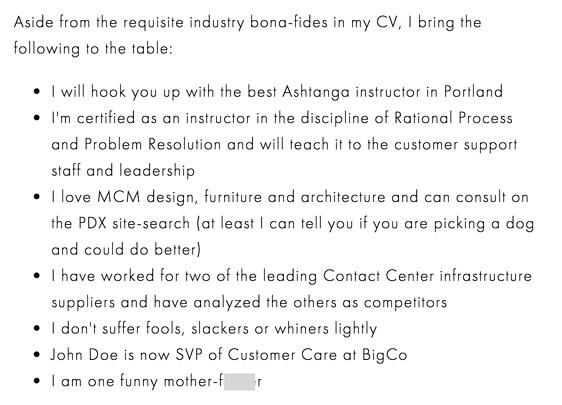 Aside from the requisite industry bona-fides in my CV, I bring the
following to the table:
• I will hook you up with the best Ashtanga instructor in Portland
• I'm certified as an instructor in the discipline of Rational Process
and Problem Resolution and will teach it to the customer support
staff and leadership
• I love MCM design, furniture and architecture and can consult on
the PDX site-search (at least I can tell you if you are picking a dog
and could do better)
• I have worked for two of the leading Contact Center infrastructure
suppliers and have analyzed the others as competitors
• I don't suffer fools, slackers or whiners lightly
• John Doe is now SVP of Customer Care at BigCo
• I am one funny mother-f r